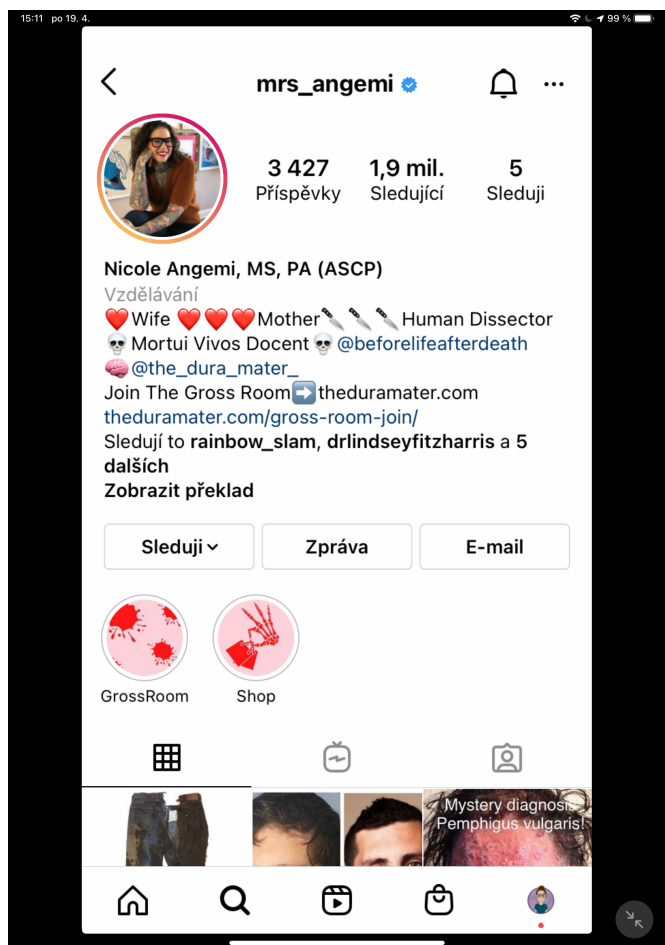 15:11 po 19. 4.
99 %
mrs_angemi
3 427
Příspěvky
1,9 mil.
Sledující
5
Sleduji
Nicole Angemi, MS, PA (ASCP)
Vzdělávání
❤️Wife ❤️❤️❤️Mother🔪🔪🔪Human Dissector
💀Mortui Vivos Docent💀@beforelifeafterdeath
🧠@the_dura_mater_
Join The Gross Room➡️theduramater.com
theduramater.com/gross-room-join/
Sledují to rainbow_slam, drlindseyfitzharris a 5
dalších
Zobrazit překlad
Sleduji
Zpráva
E-mail
GrossRoom
Shop
Mystery diagnosis:
Pemphigus vulgaris!